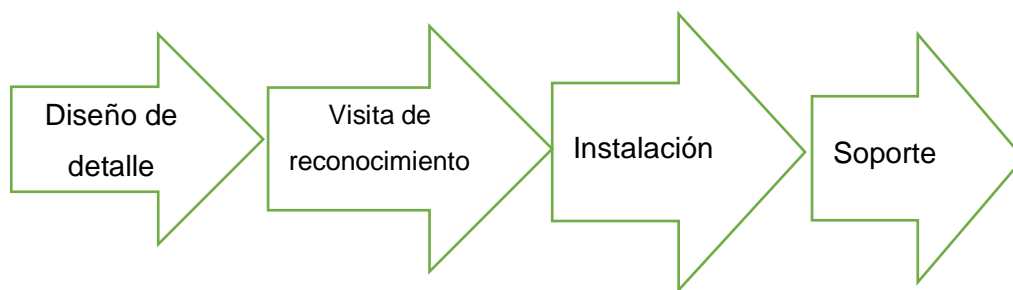 Diseño de
detalle
Visita de
reconocimiento
Instalación
Soporte